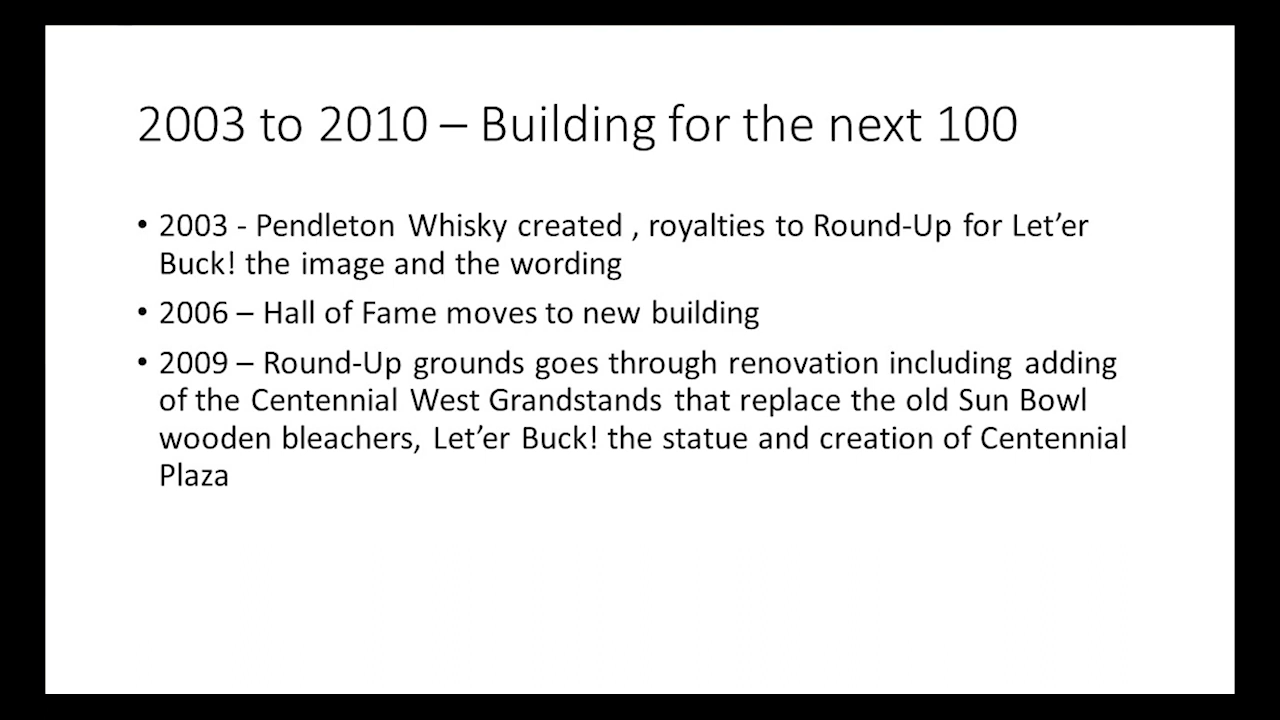 2003 to 2010 – Building for the next 100
• 2003 - Pendleton Whisky created , royalties to Round-Up for Let’er
Buck! the image and the wording
• 2006 – Hall of Fame moves to new building
• 2009 – Round-Up grounds goes through renovation including adding
of the Centennial West Grandstands that replace the old Sun Bowl
wooden bleachers, Let’er Buck! the statue and creation of Centennial
Plaza